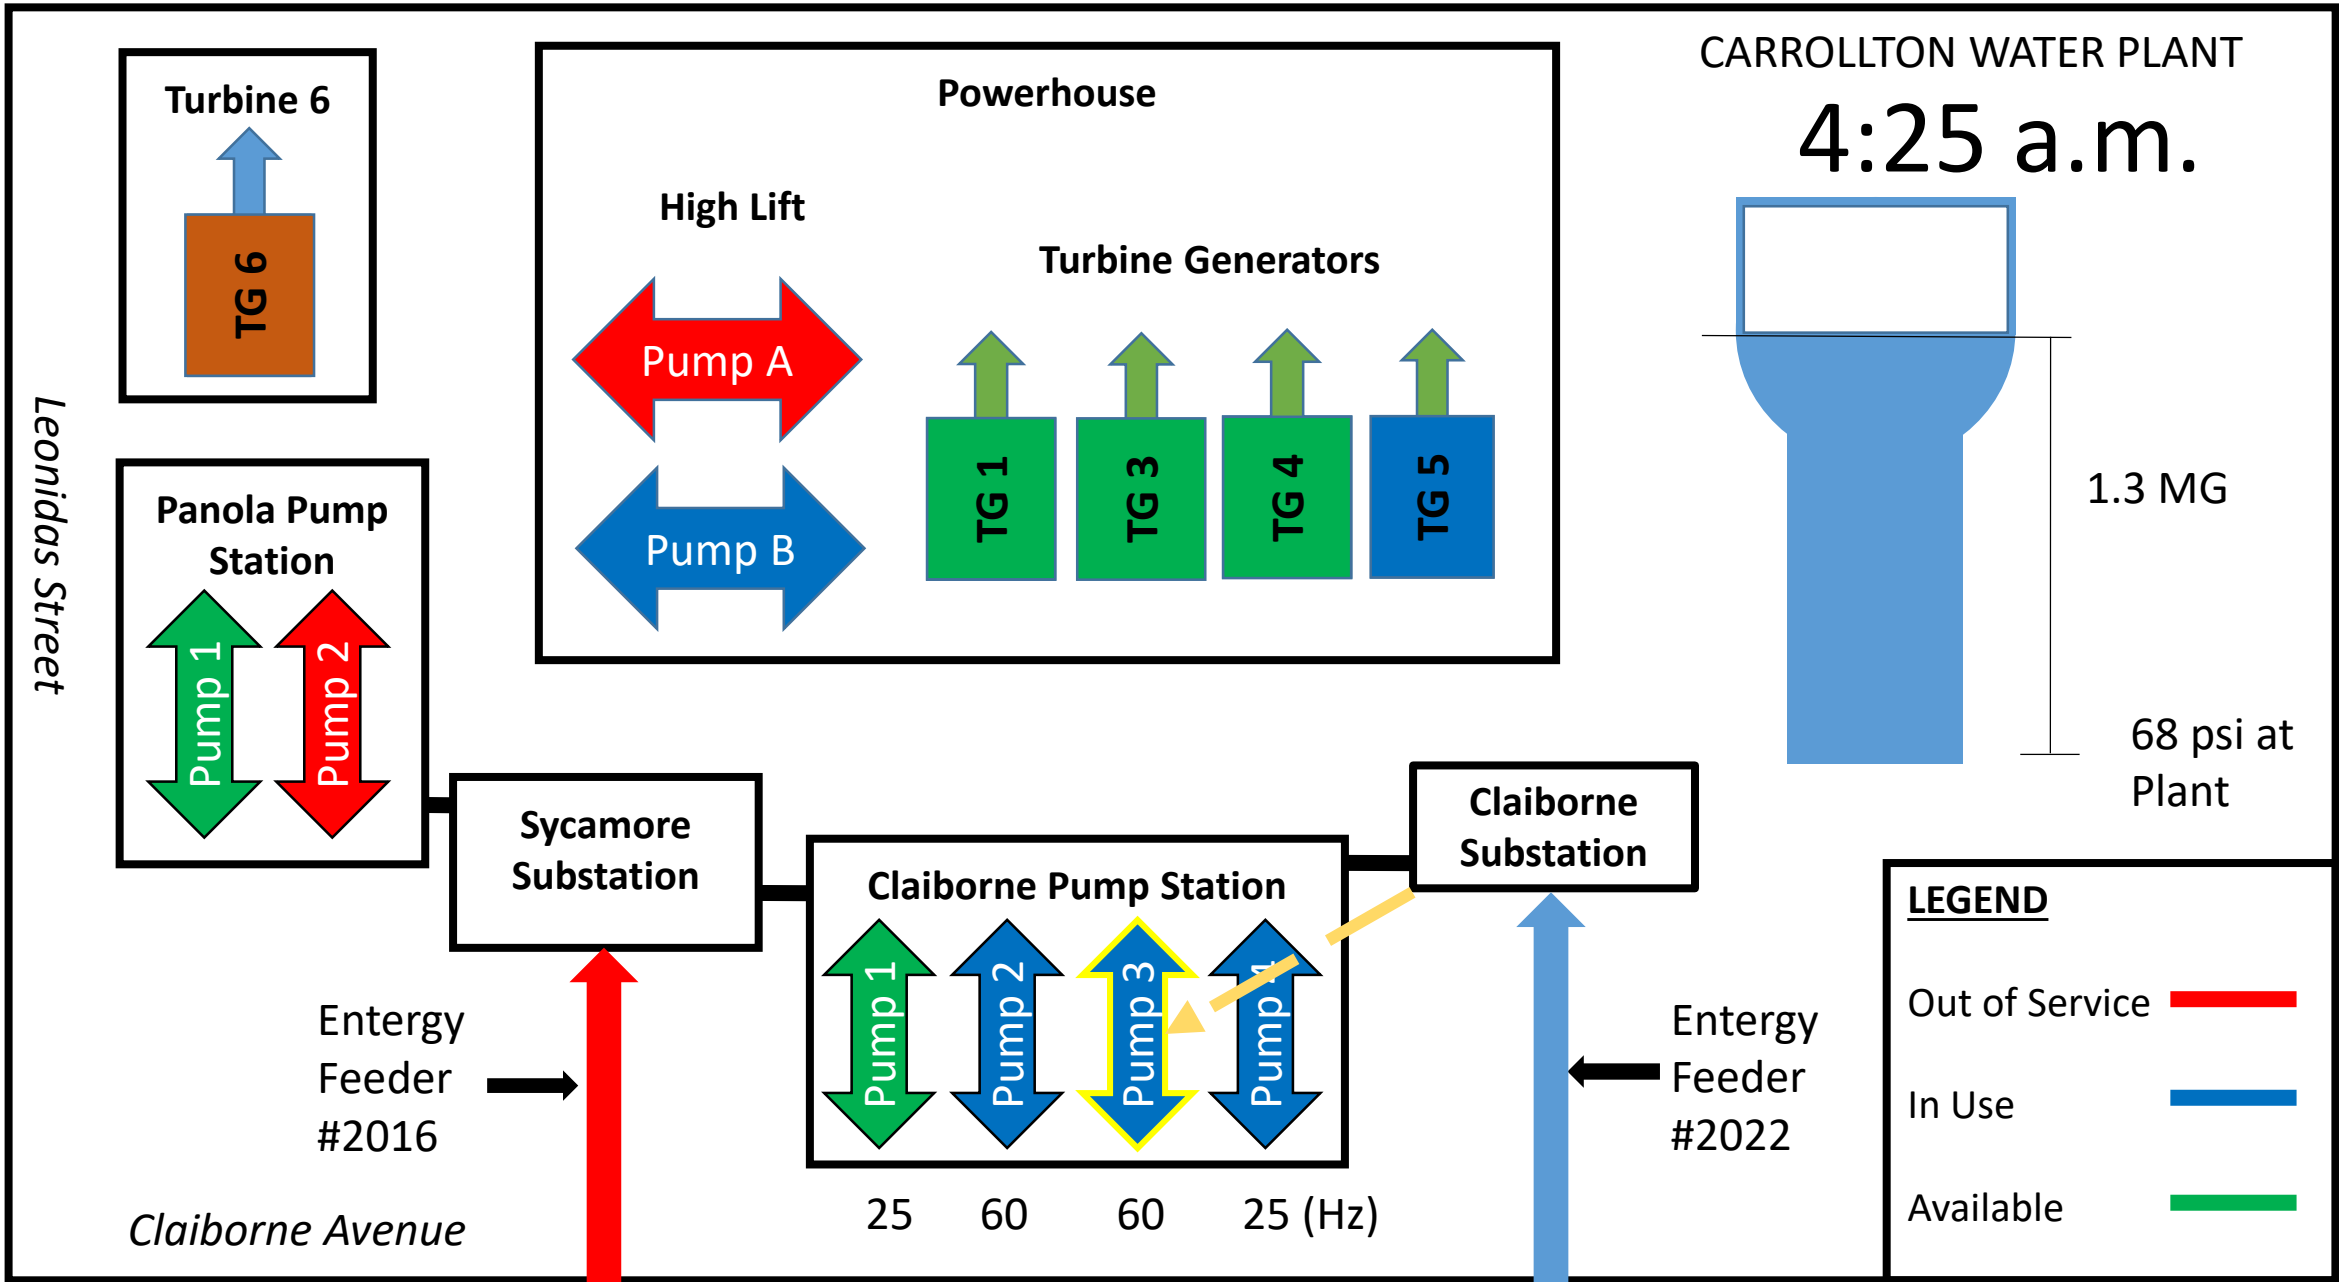 CARROLLTON WATER PLANT
4:25 a.m.
Turbine 6
TG 6
Powerhouse
High Lift
Pump A
Pump B
Turbine Generators
TG 1
TG 3
TG 4
TG 5
1.3 MG
68 psi at
Plant
Leonidas Street
Panola Pump
Station
Pump 1
Pump 2
Sycamore
Substation
Claiborne Pump Station
Pump 1
Pump 2
Pump 3
Pump 4
25
60
60
25 (Hz)
Claiborne
Substation
Entergy
Feeder
#2016
Entergy
Feeder
#2022
Claiborne Avenue
LEGEND
Out of Service
In Use
Available